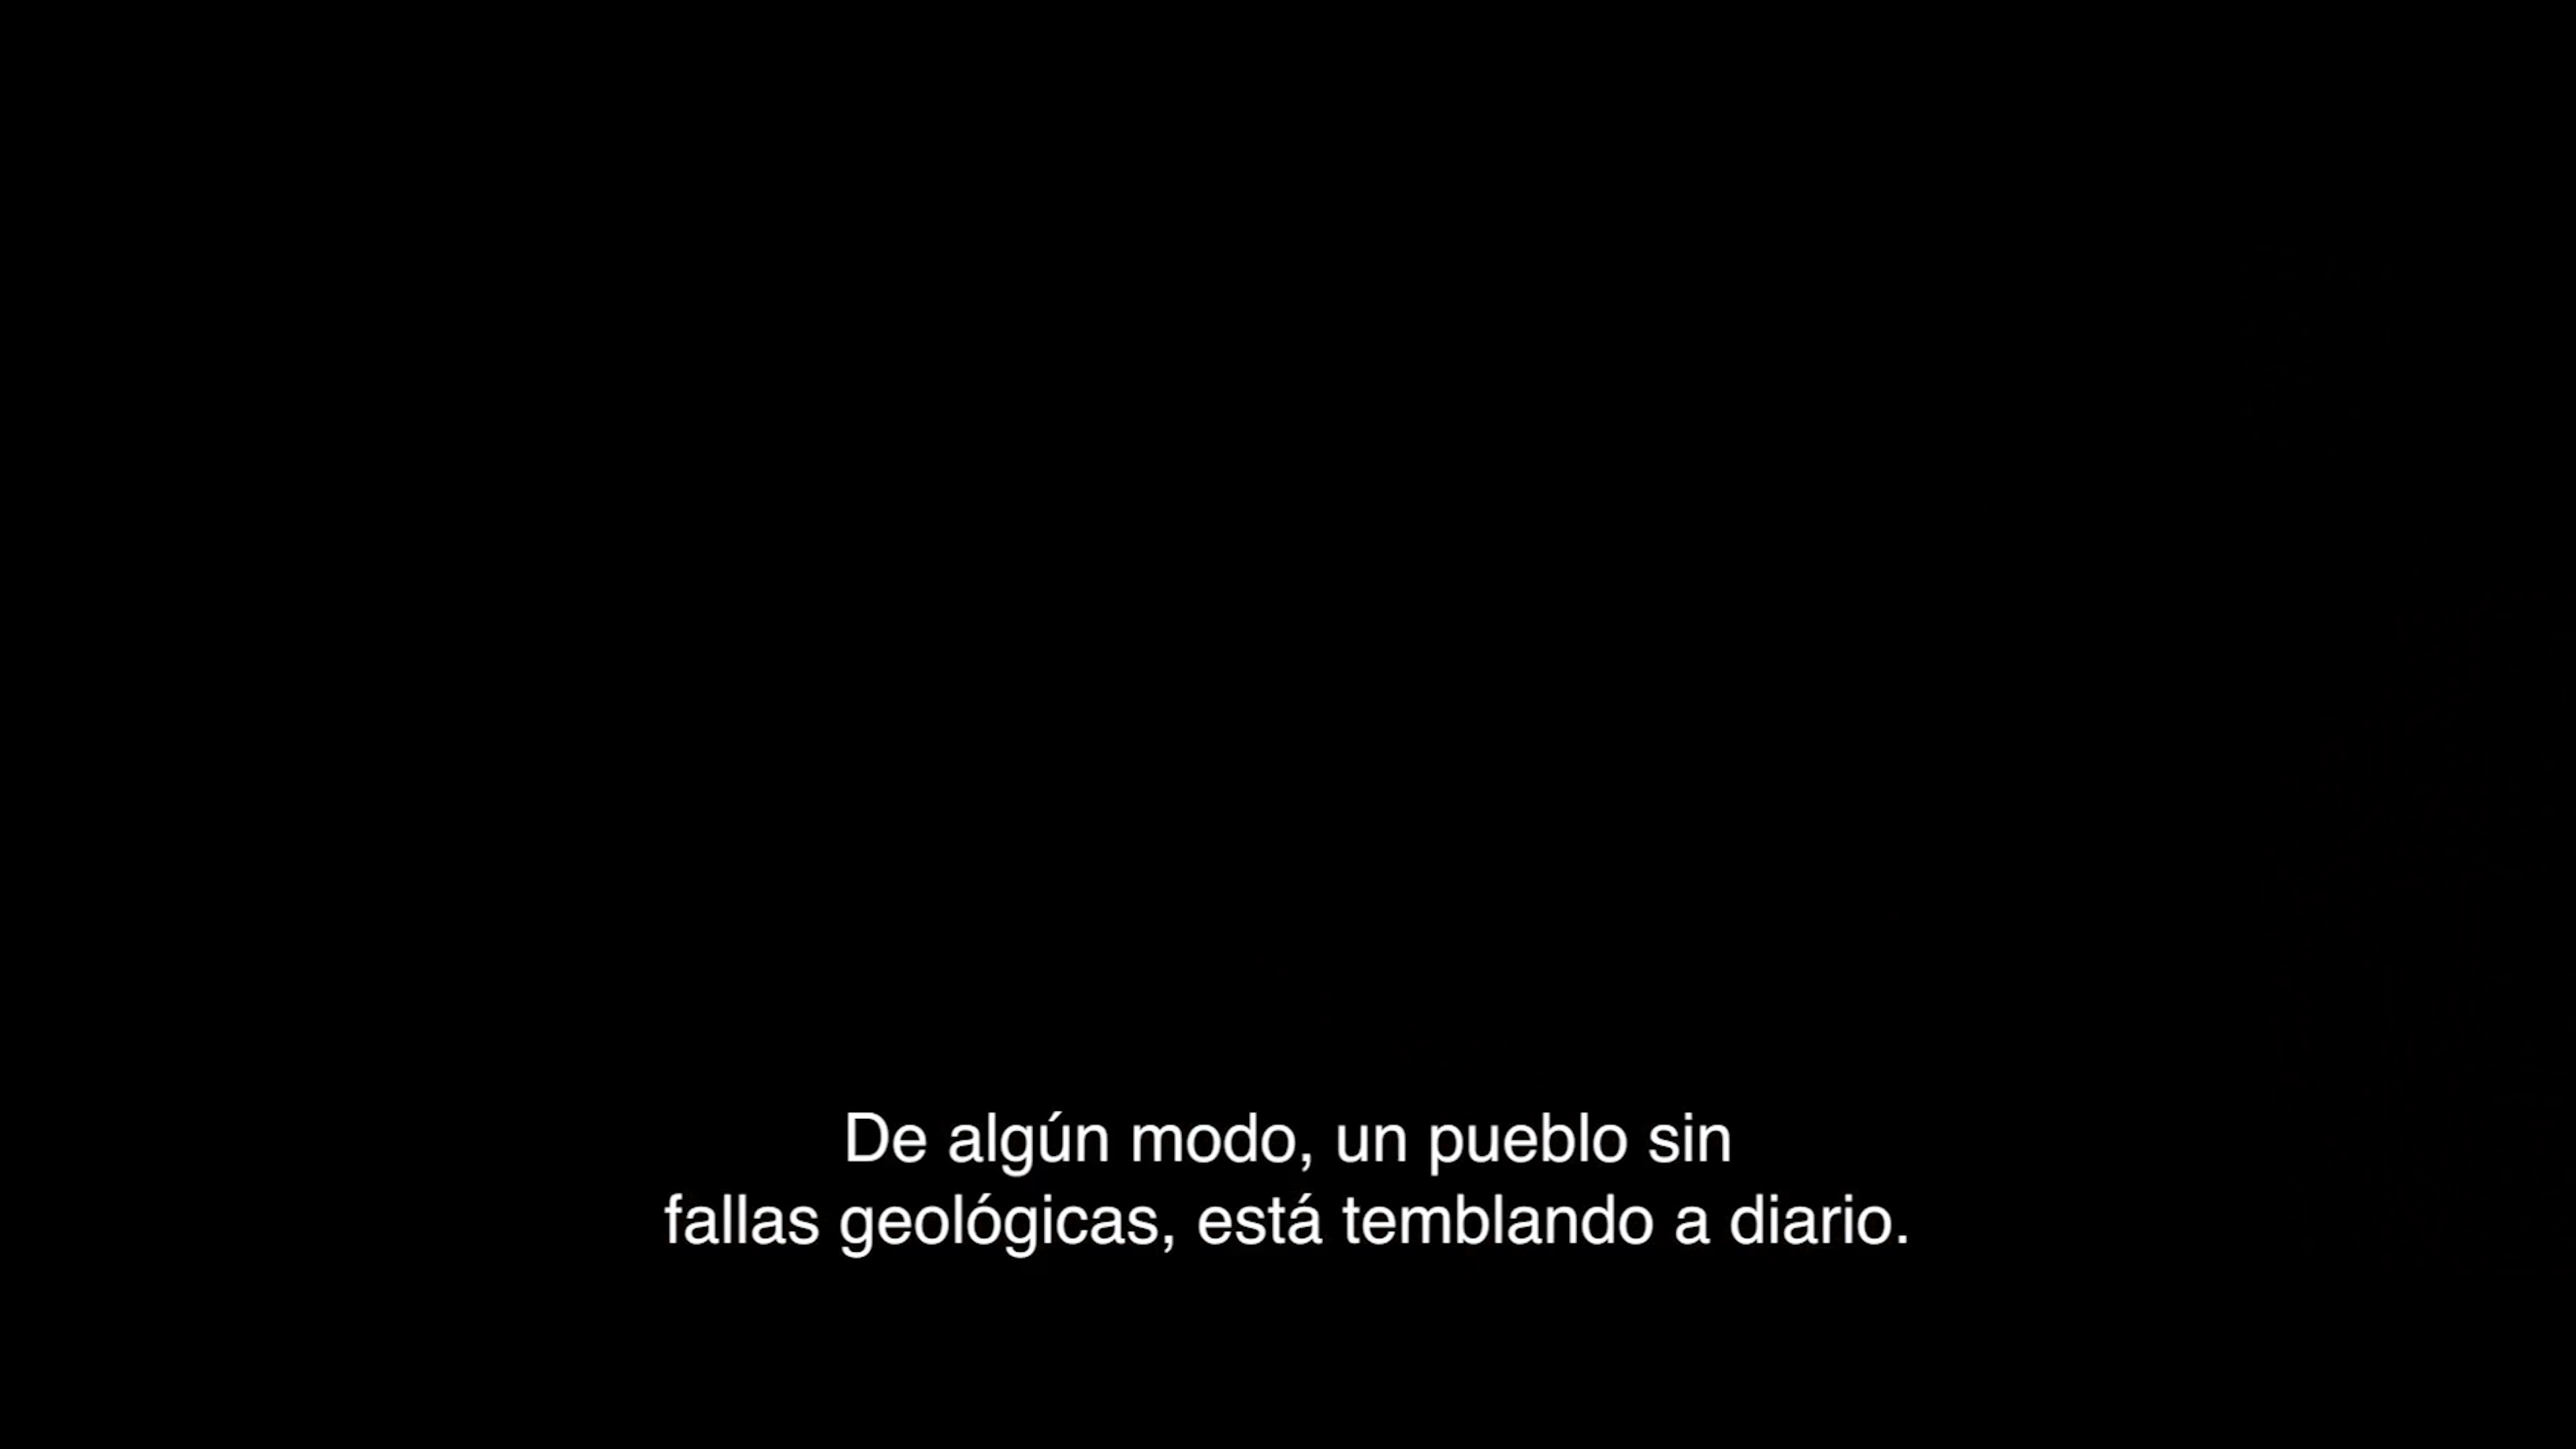 De algún modo, un pueblo sin
fallas geológicas, está temblando a diario.